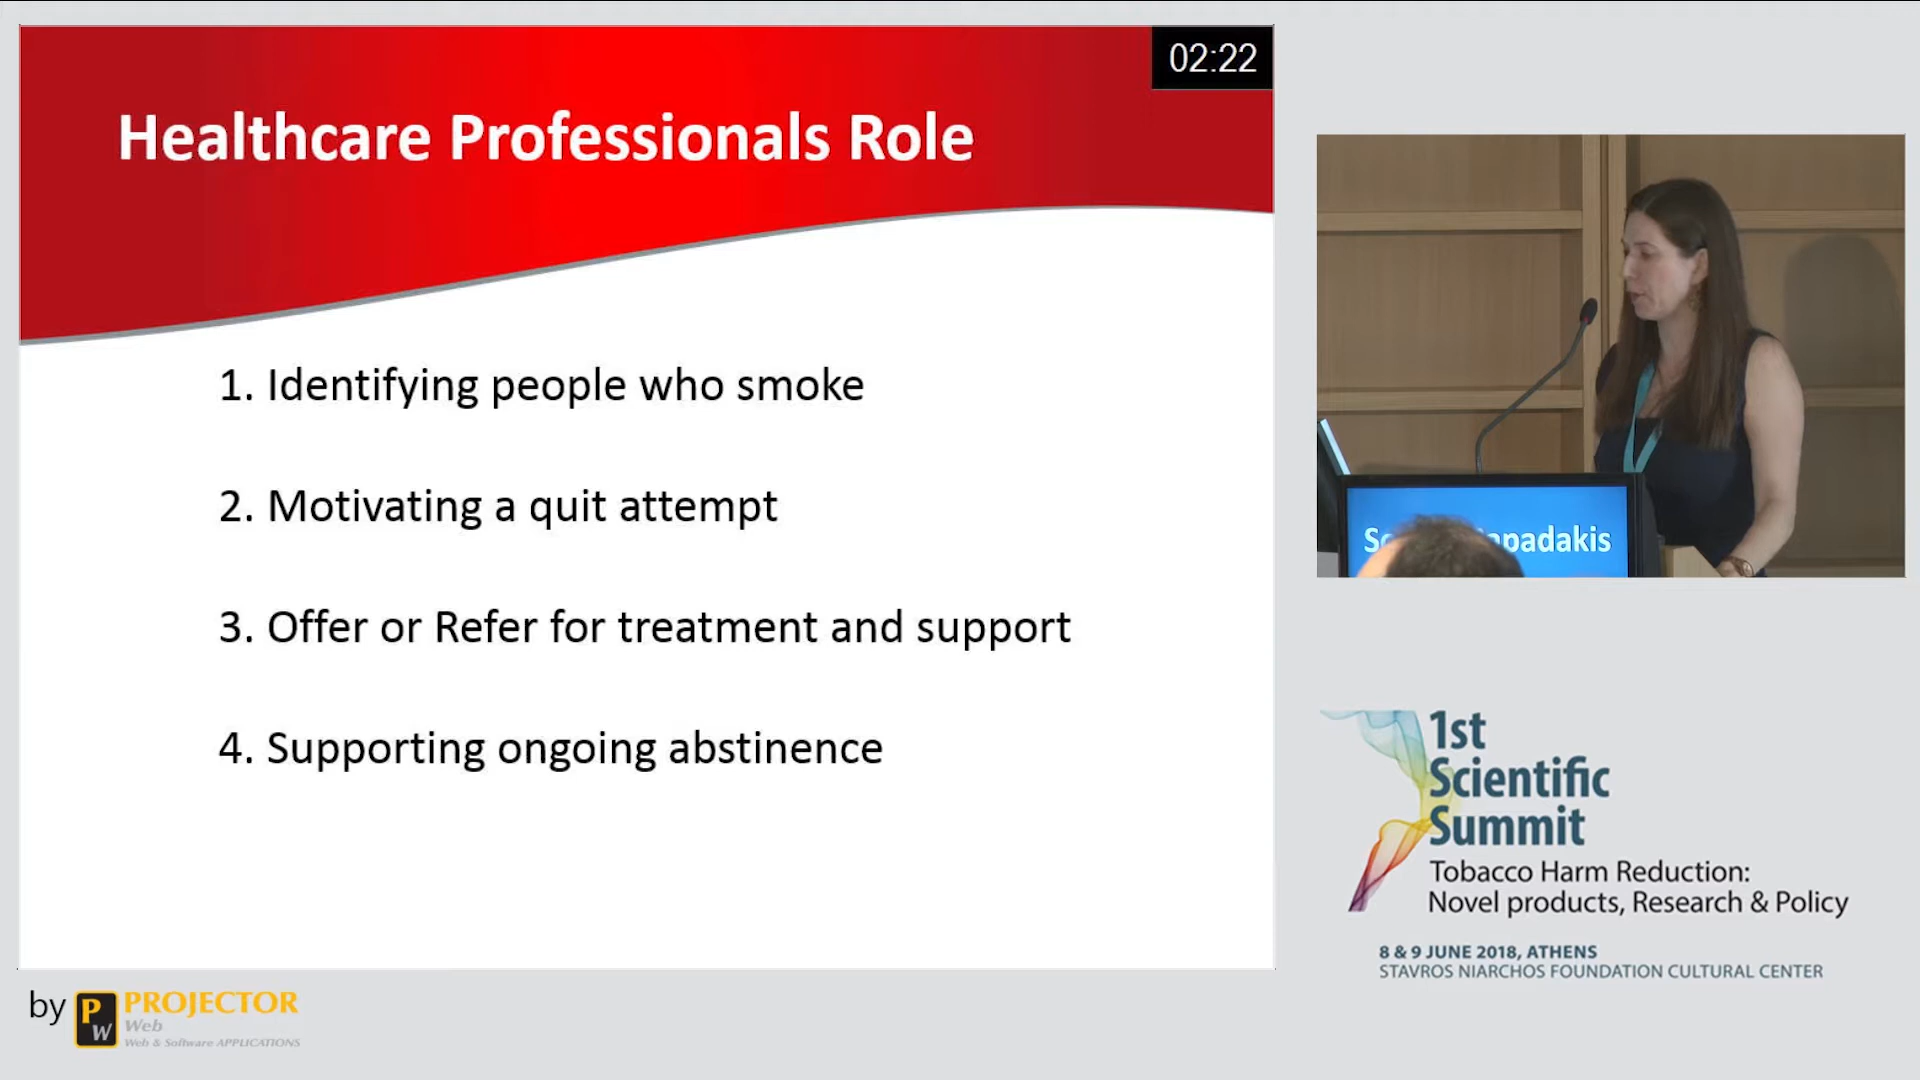 02:22
Healthcare Professionals Role
1. Identifying people who smoke
2. Motivating a quit attempt
3. Offer or Refer for treatment and support
4. Supporting ongoing abstinence
1st
Scientific
Summit
Tobacco Harm Reduction:
Novel products, Research & Policy
8 & 9 JUNE 2018, ATHENS
STAVROS NIARCHOS FOUNDATION CULTURAL CENTER
by PW PROJECTOR
Web
Web & Software APPLICATIONS